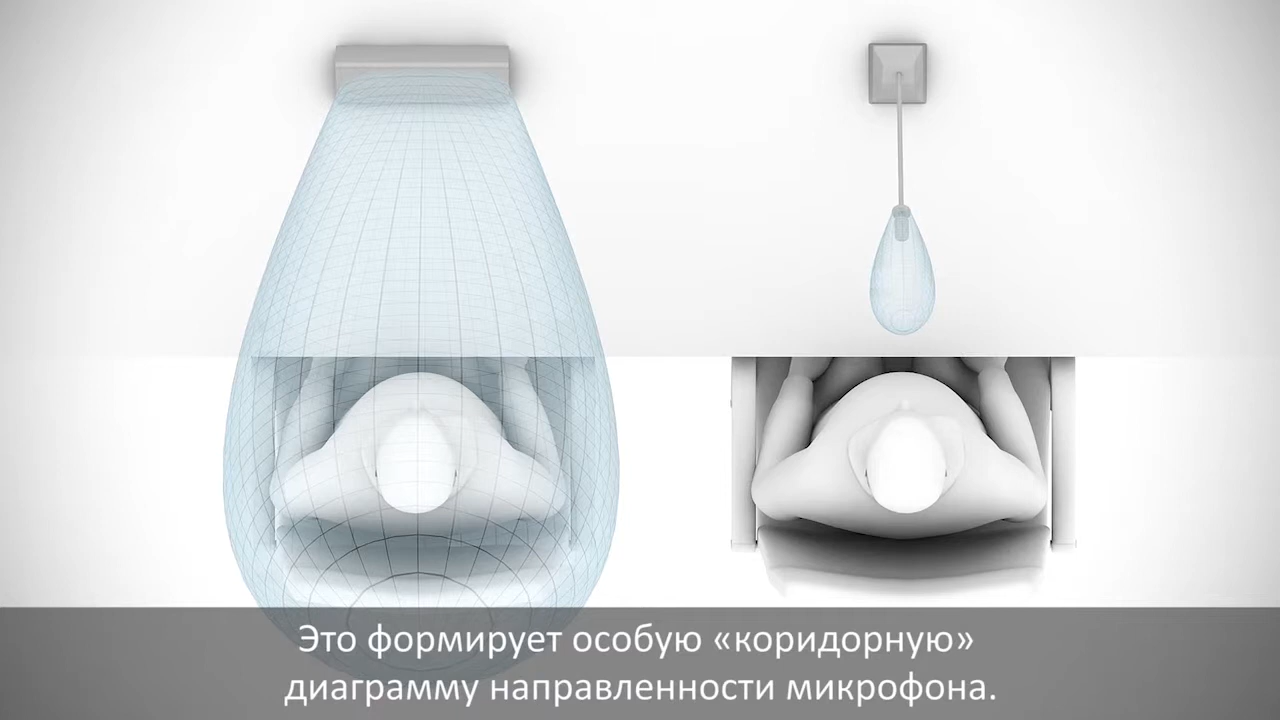 Это формирует особую «коридорную»
диаграмму направленности микрофона.